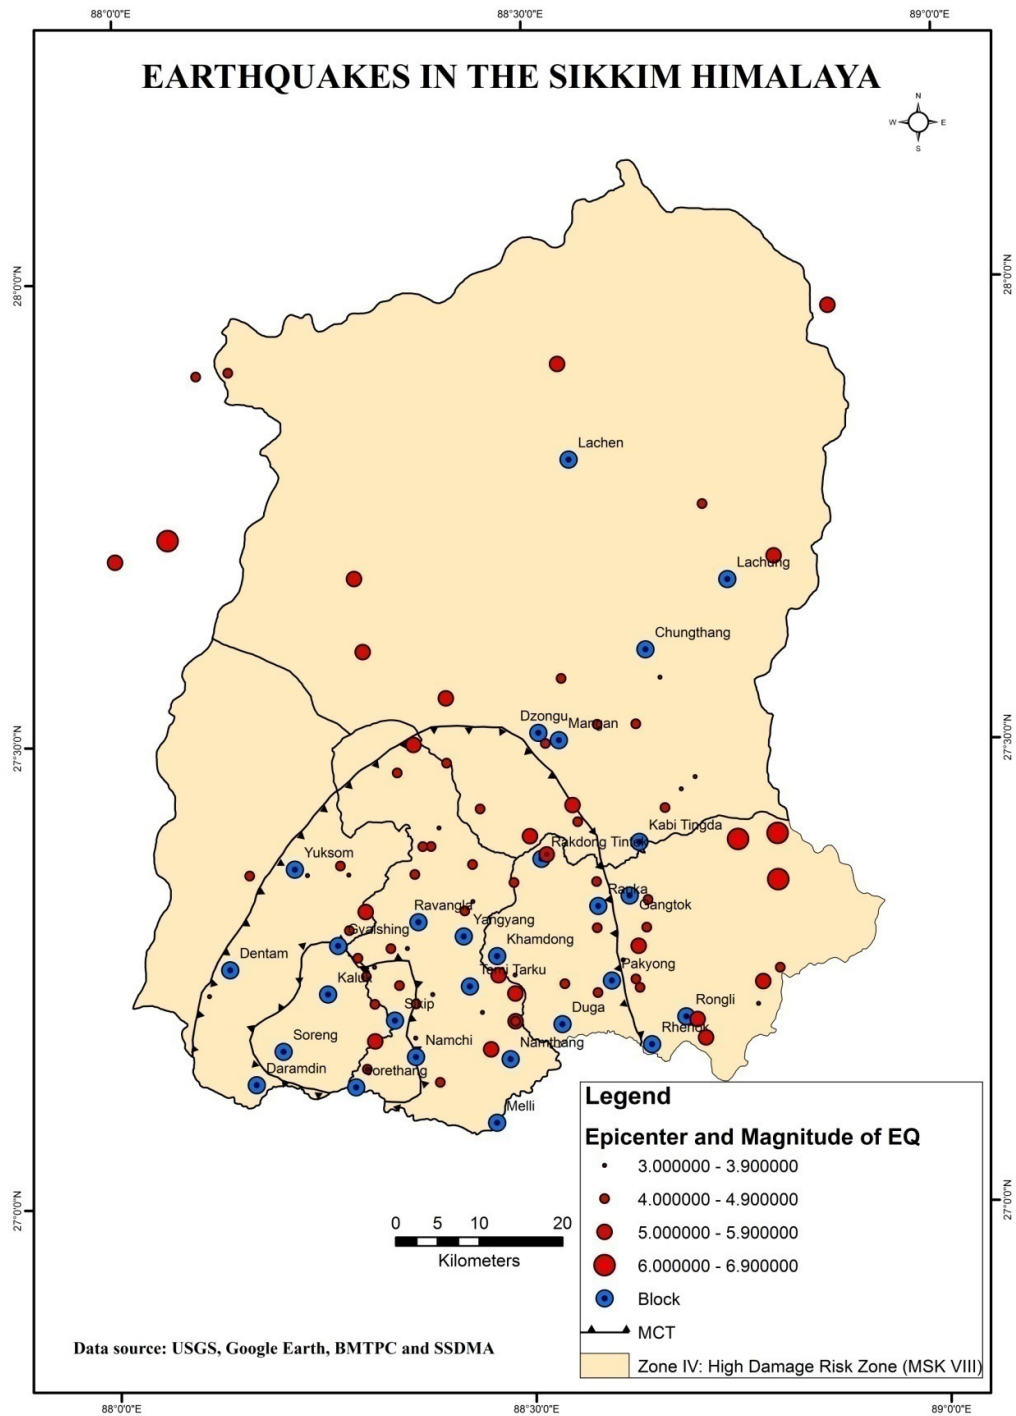 88°0'0"E 88°30'0"E 89°0'0"E
EARTHQUAKES IN THE SIKKIM HIMALAYA
N
W E
S
28°0'0"N 28°0'0"N
Lachen
Lachung
Chungthang
Dzongu Mangan
27°30'0"N 27°30'0"N
Kabi Tingda
Rakdong Tintek
Yuksom
Ranka
Gangtok
Ravangla
Yangyang
Gyalshing
Khamdong
Dentam
Pakyong
Kaluk
Temi Tarku
Rongli
Sikip
Duga
Rhenok
Soreng
Namchi
Namthang
Daramdin
Jorethang
Melli
27°0'0"N 27°0'0"N
0 5 10 20
Kilometers
Legend
Epicenter and Magnitude of EQ
3.000000 - 3.900000
4.000000 - 4.900000
5.000000 - 5.900000
6.000000 - 6.900000
Block
MCT
Zone IV: High Damage Risk Zone (MSK VIII)
Data source: USGS, Google Earth, BMTPC and SSDMA
88°0'0"E 88°30'0"E 89°0'0"E